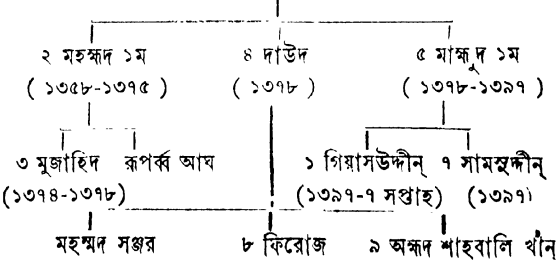 ২ মহম্মদ ১ম ৪ দাউদ ৫ মাহ্মুদ ১ম
(১৩৫৮-১৩৭৫) (১৩৭৮) (১৩৭৮-১৩৯৭)
৩ মুজাহিদ রূপর্ব্ব আঘ ১ গিয়াসউদ্দীন্ ৭ সামসুদ্দীন্
(১৩৭৪-১৩৭৮) (১৩৯৭-৭ সপ্তাহ) (১৩৯৭)
মহম্মদ সঞ্জর ৮ ফিরোজ ৯ অহ্মদ শাহবালি খাঁন্